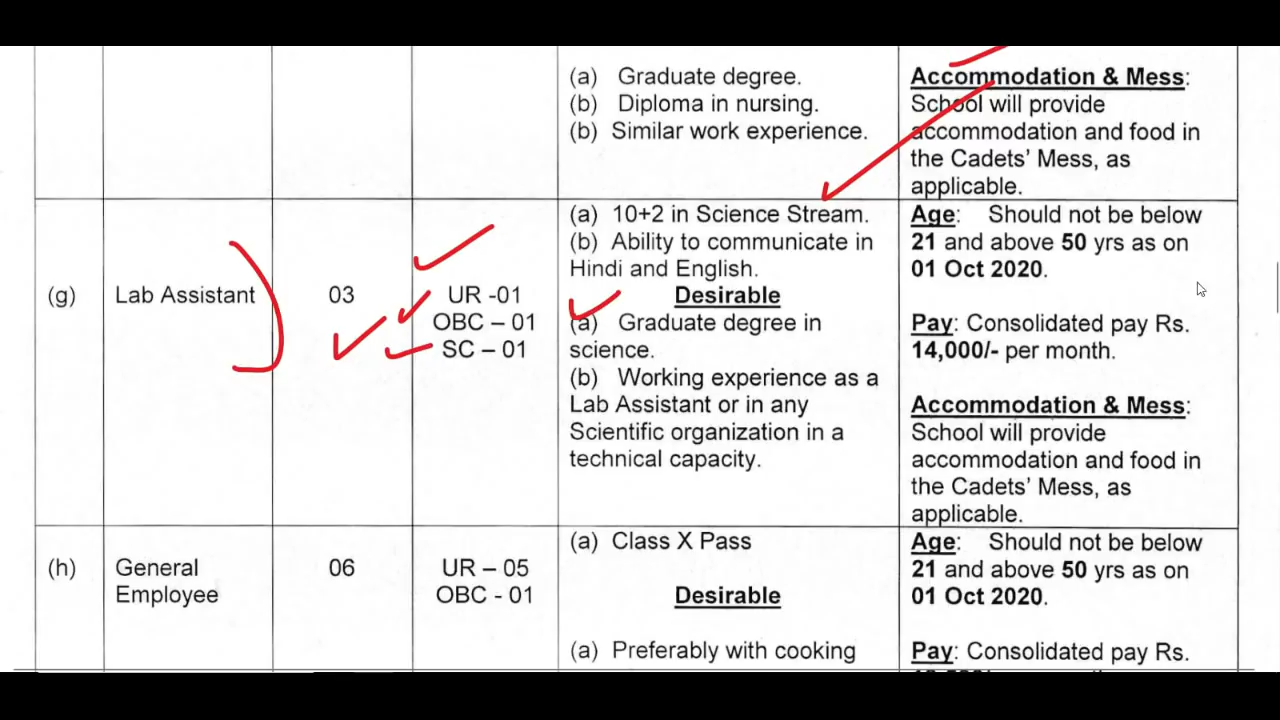 (a) Graduate degree.
(b) Diploma in nursing.
(b) Similar work experience.
Accommodation & Mess:
School will provide
accommodation and food in
the Cadets' Mess, as
applicable.
(g)
Lab Assistant
03
UR -01
OBC – 01
SC – 01
(a) 10+2 in Science Stream.
(b) Ability to communicate in
Hindi and English.
Desirable
(a) Graduate degree in
science.
(b) Working experience as a
Lab Assistant or in any
Scientific organization in a
technical capacity.
Age: Should not be below
21 and above 50 yrs as on
01 Oct 2020.
Pay: Consolidated pay Rs.
14,000/- per month.
Accommodation & Mess:
School will provide
accommodation and food in
the Cadets' Mess, as
applicable.
(h)
General
Employee
06
UR – 05
OBC - 01
(a) Class X Pass
Desirable
(a) Preferably with cooking
Age: Should not be below
21 and above 50 yrs as on
01 Oct 2020.
Pay: Consolidated pay Rs.